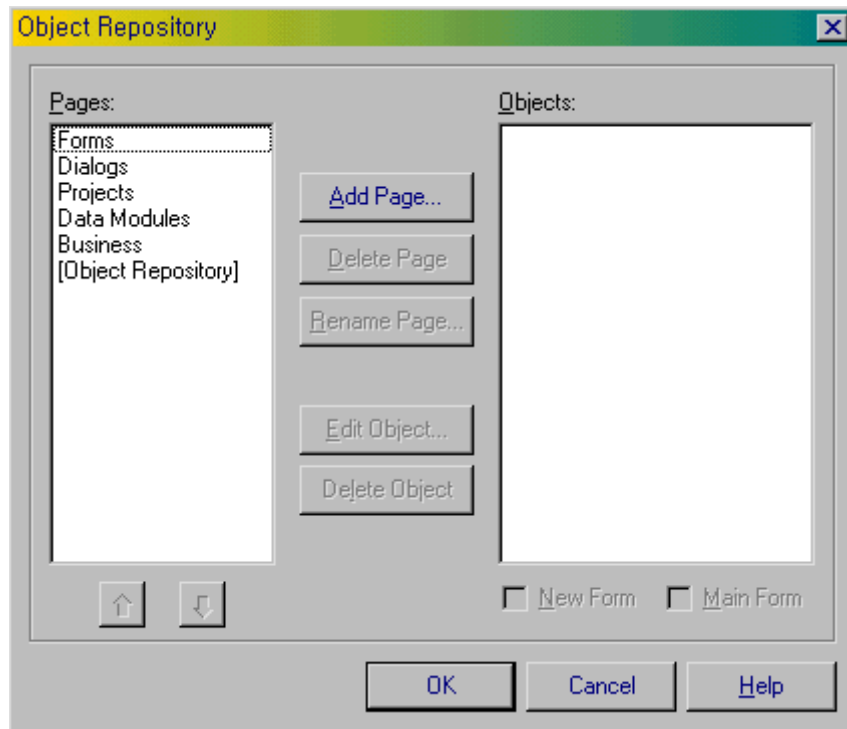 Object Repository
Pages:
Forms
Dialogs
Projects
Data Modules
Business
[Object Repository]
Add Page...
Delete Page
Rename Page...
Edit Object...
Delete Object
Objects:
New Form Main Form
OK Cancel Help